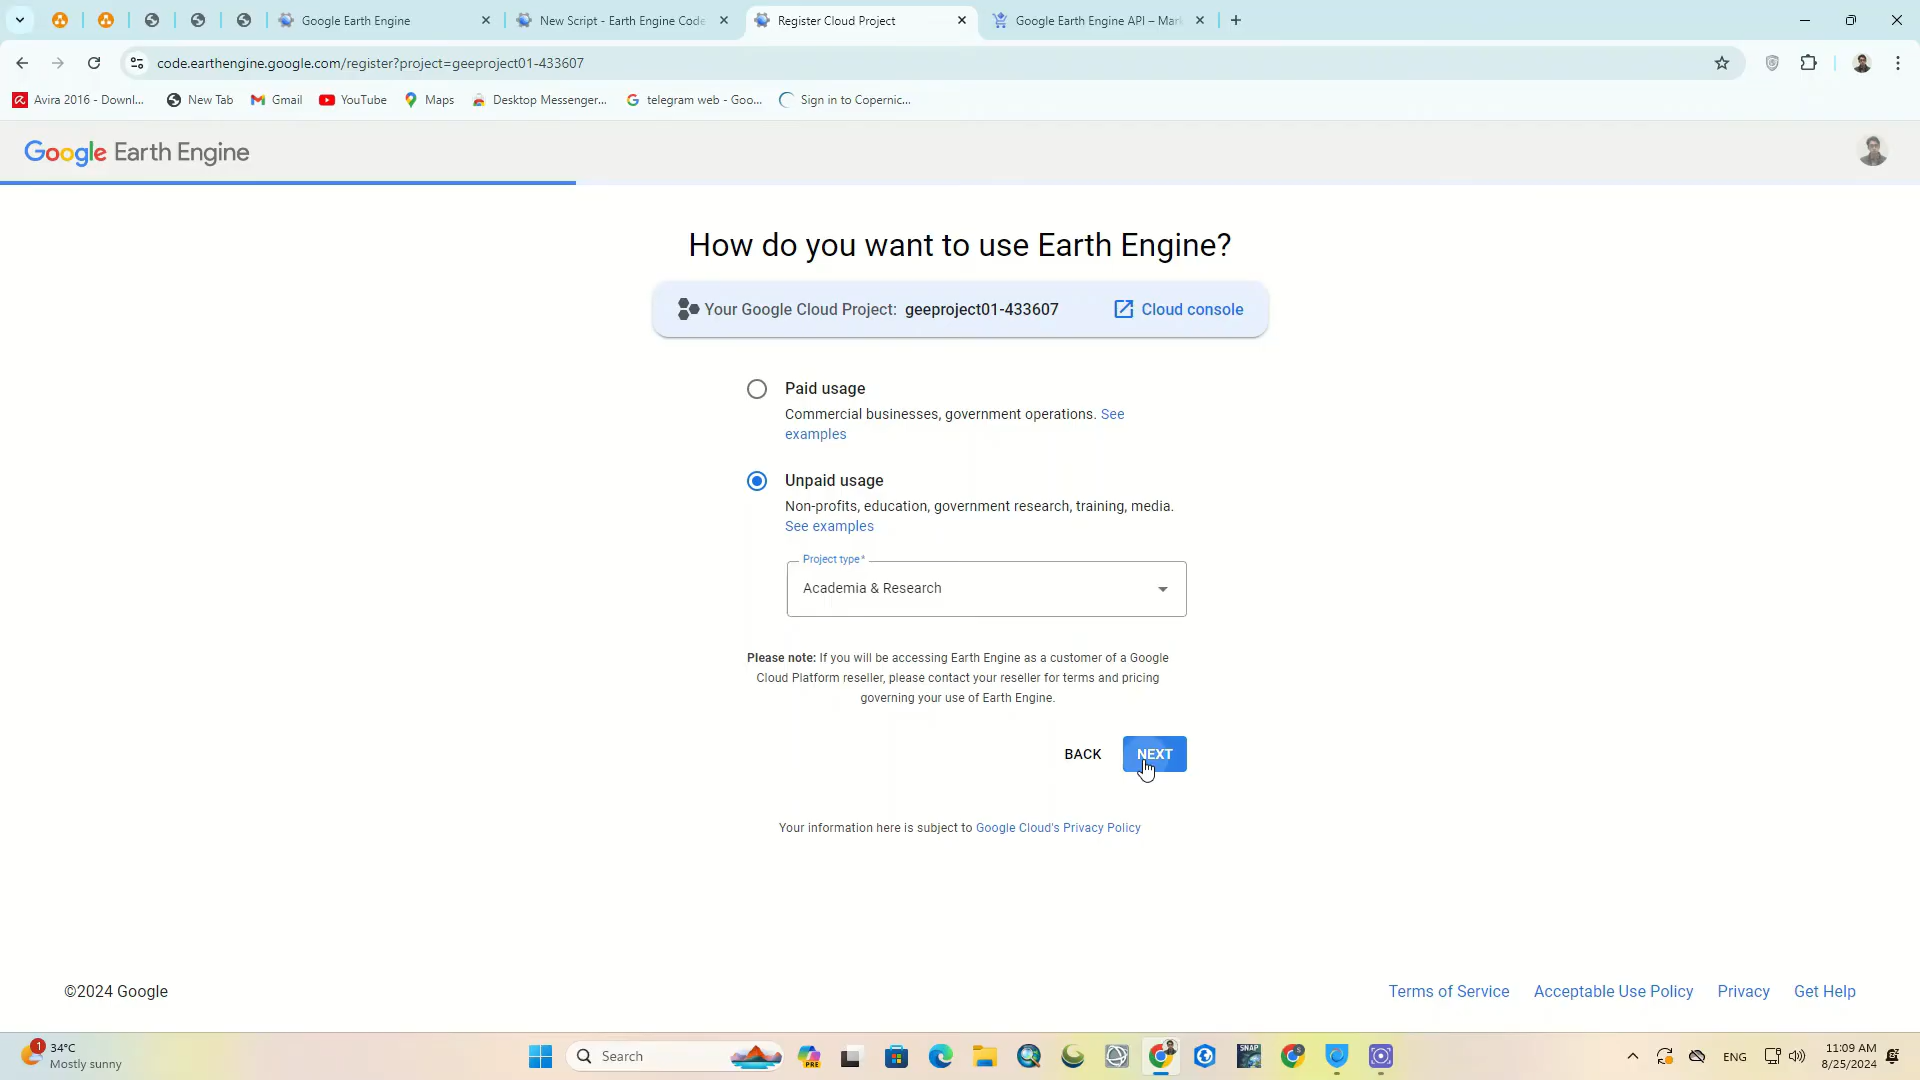 Google Earth Engine
New Script - Earth Engine Code
Register Cloud Project
Google Earth Engine API – Mark
code.earthengine.google.com/register?project=geeproject01-433607
Avira 2016 - Downl...
New Tab
Gmail
YouTube
Maps
Desktop Messenger...
telegram web - Goo...
Sign in to Copernic...
Google Earth Engine
How do you want to use Earth Engine?
Your Google Cloud Project: geeproject01-433607
Cloud console
Paid usage
Commercial businesses, government operations. See
examples
Unpaid usage
Non-profits, education, government research, training, media.
See examples
Project type*
Academia & Research
Please note: If you will be accessing Earth Engine as a customer of a Google
Cloud Platform reseller, please contact your reseller for terms and pricing
governing your use of Earth Engine.
BACK
NEXT
Your information here is subject to Google Cloud's Privacy Policy
©2024 Google
Terms of Service
Acceptable Use Policy
Privacy
Get Help
1
34°C
Mostly sunny
Search
PRE
SNAP
ENG
11:09 AM
8/25/2024